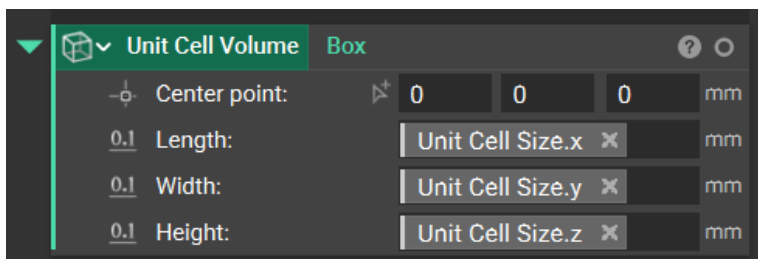 Unit Cell Volume Box ?
Center point: 0 0 0 mm
0.1 Length: Unit Cell Size.x mm
0.1 Width: Unit Cell Size.y mm
0.1 Height: Unit Cell Size.z mm